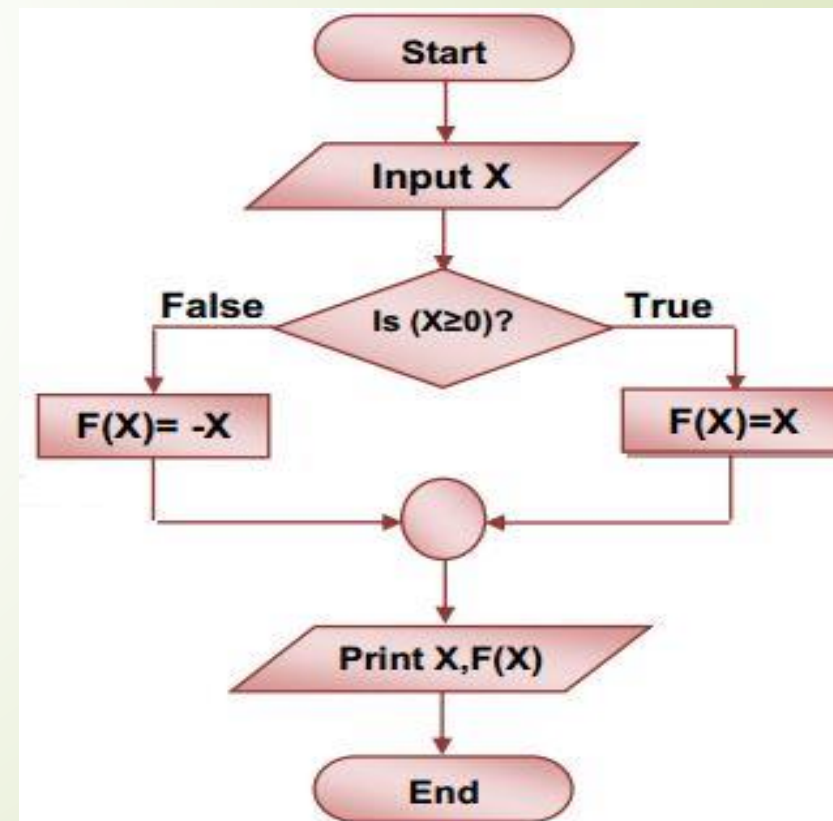 Start
Input X
False
Is (X≥0)?
True
F(X)= -X
F(X)=X
Print X,F(X)
End